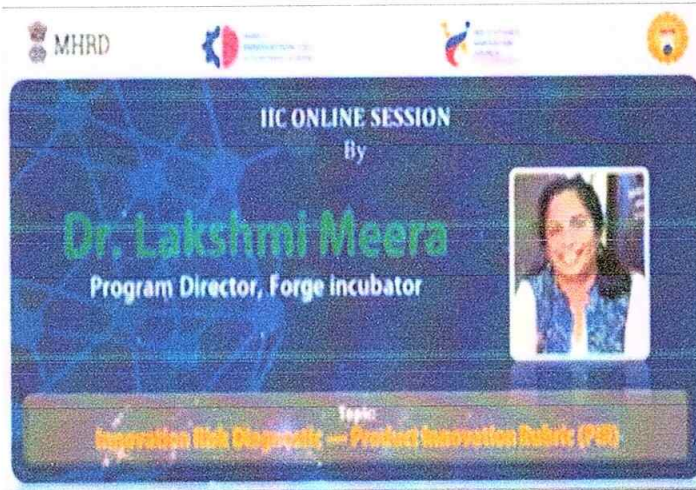 MHRD
IIC ONLINE SESSION
By
Dr. Lakshmi Meera
Program Director, Forge incubator
Topic
Innovation Risk Diagnostic — Product Innovation Rubric (PIR)